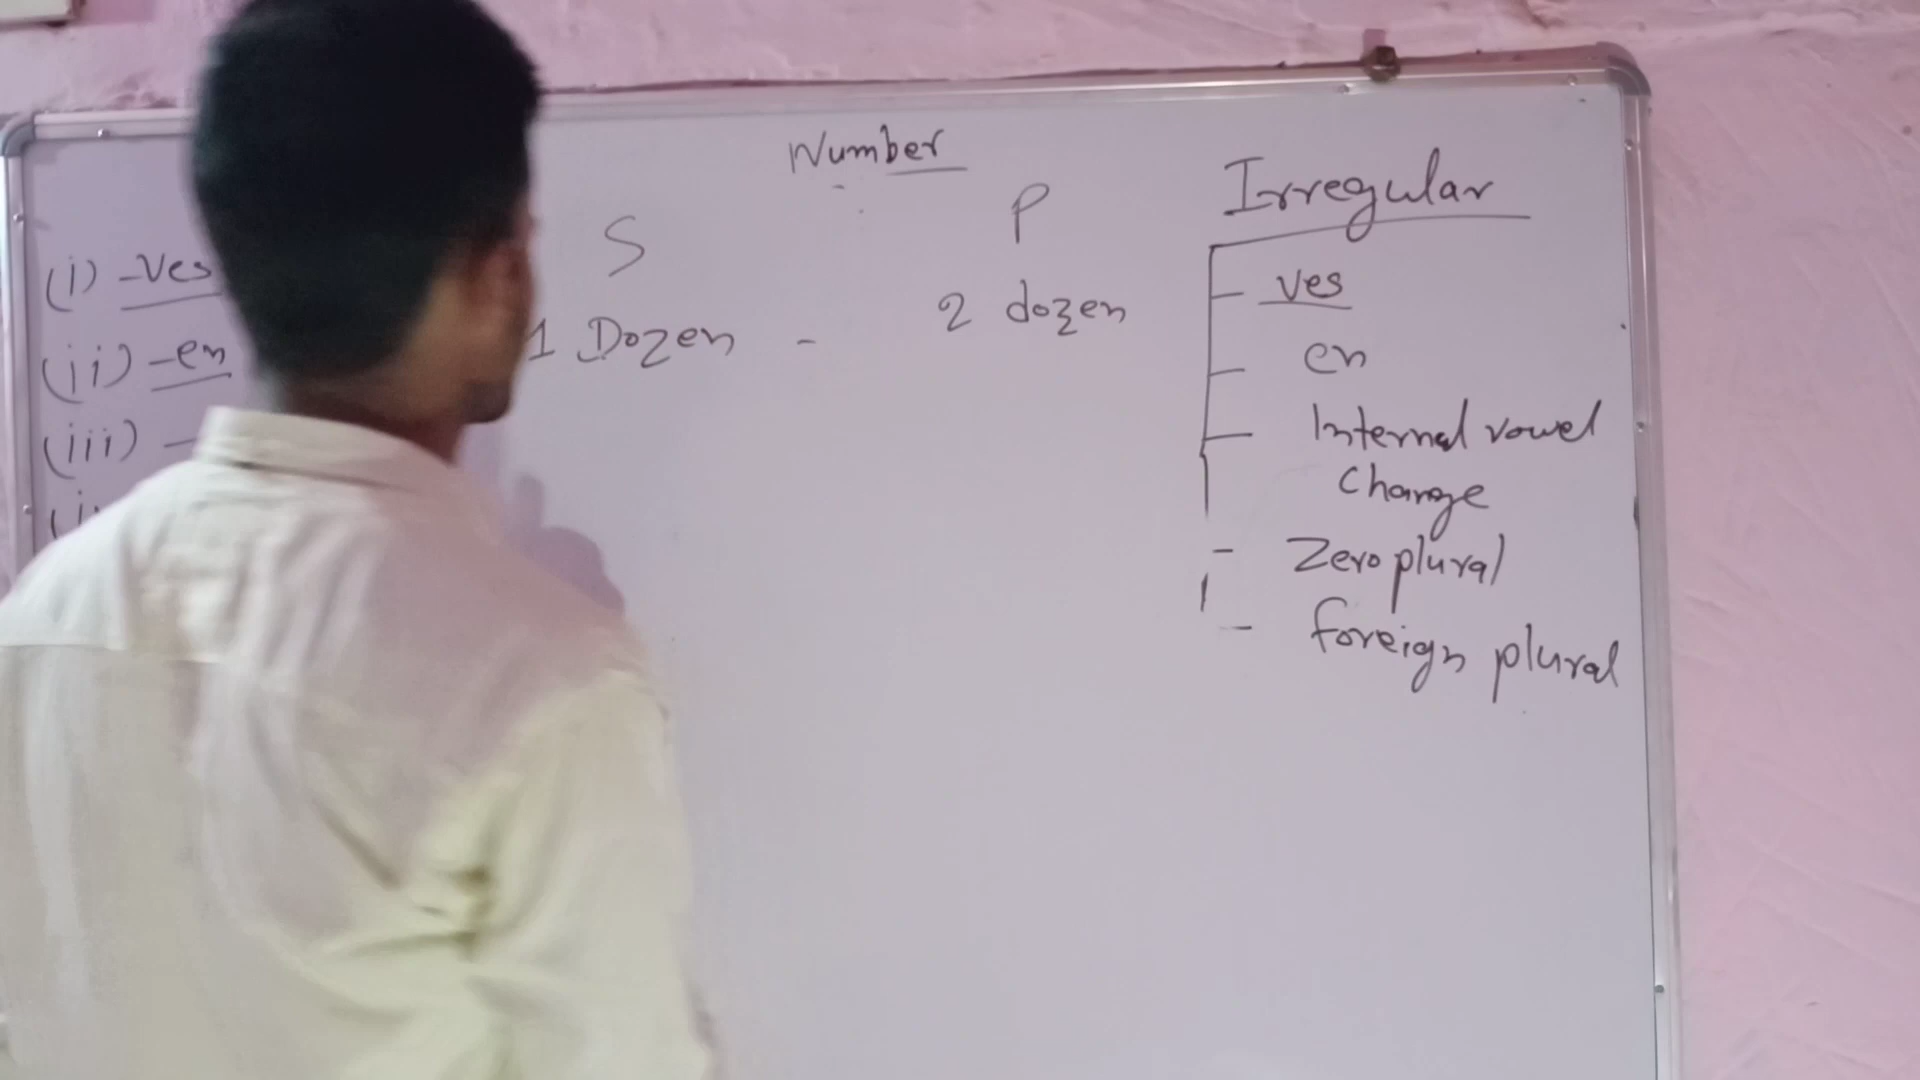 Number
S P
(i) -ves
1 Dozen - 2 dozen
(ii) -en
(iii) -
Irregular
ves
en
Internal vowel
change
Zero plural
foreign plural